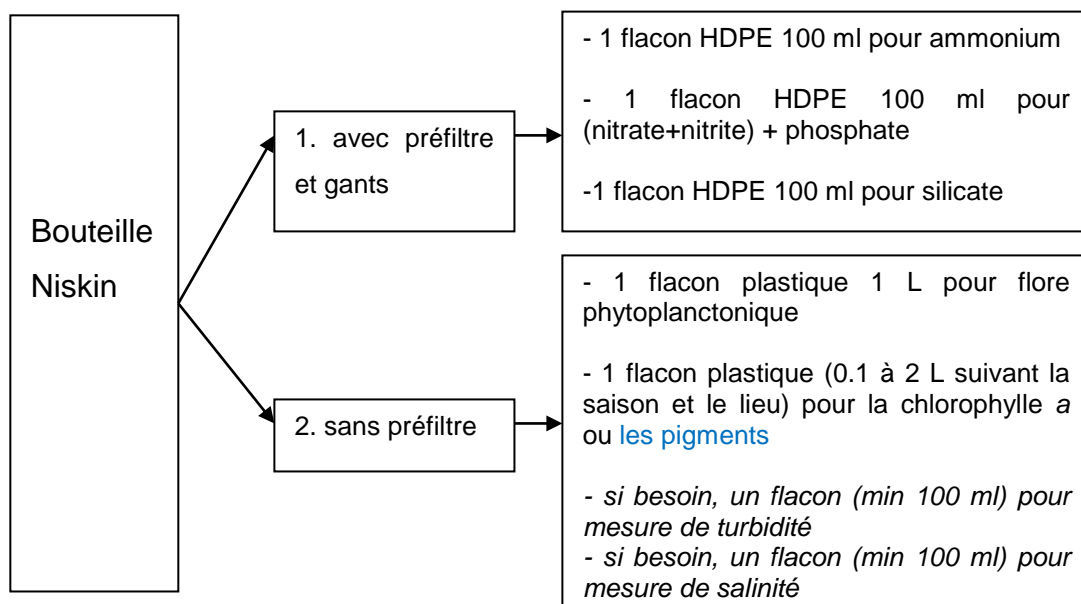 Bouteille
Niskin
1. avec préfiltre
et gants
- 1 flacon HDPE 100 ml pour ammonium
- 1 flacon HDPE 100 ml pour
(nitrate+nitrite) + phosphate
-1 flacon HDPE 100 ml pour silicate
2. sans préfiltre
- 1 flacon plastique 1 L pour flore
phytoplanctonique
- 1 flacon plastique (0.1 à 2 L suivant la
saison et le lieu) pour la chlorophylle a
ou les pigments
- si besoin, un flacon (min 100 ml) pour
mesure de turbidité
- si besoin, un flacon (min 100 ml) pour
mesure de salinité